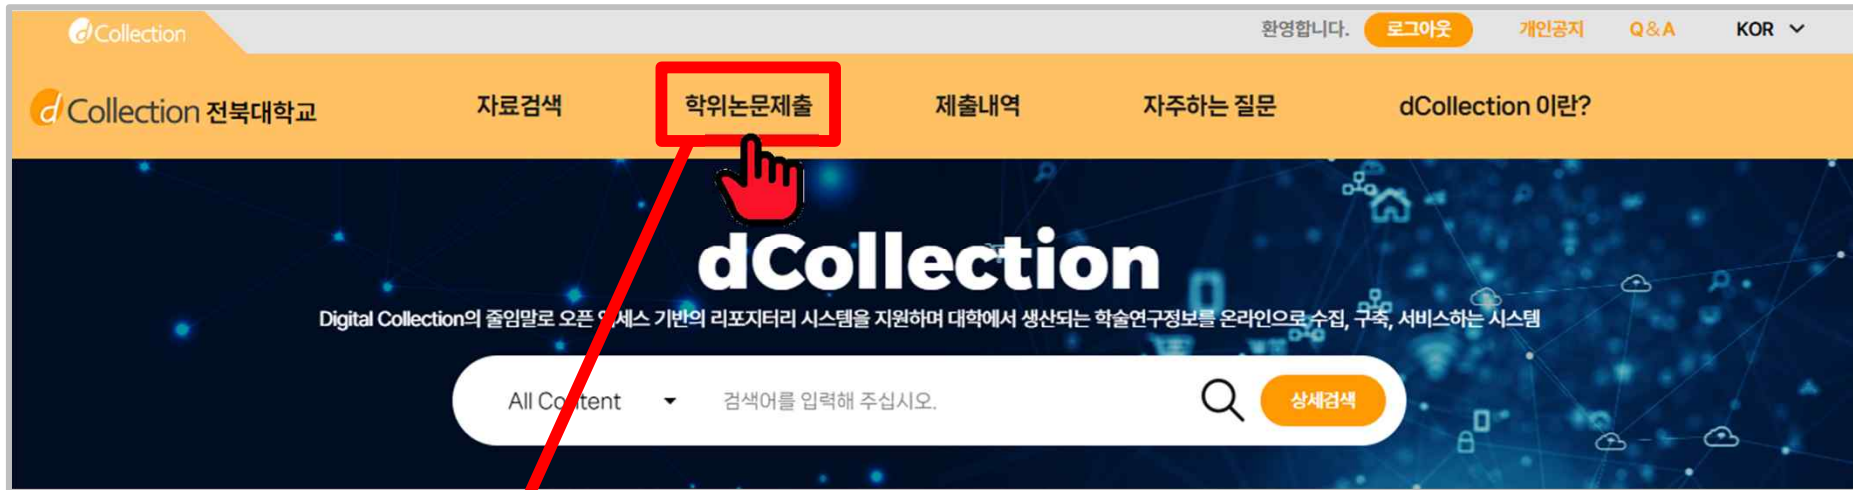 dCollection
환영합니다. 로그아웃 개인공지 Q&A KOR
dCollection 전북대학교 자료검색 학위논문제출 제출내역 자주하는 질문 dCollection 이란?
dCollection
Digital Collection의 줄임말로 오픈 기반의 리포지터리 시스템을 지원하며 대학에서 생산되는 학술연구정보를 온라인으로 수집, 구축, 서비스하는 시스템
All Content 검색어를 입력해 주십시오. 상세검색